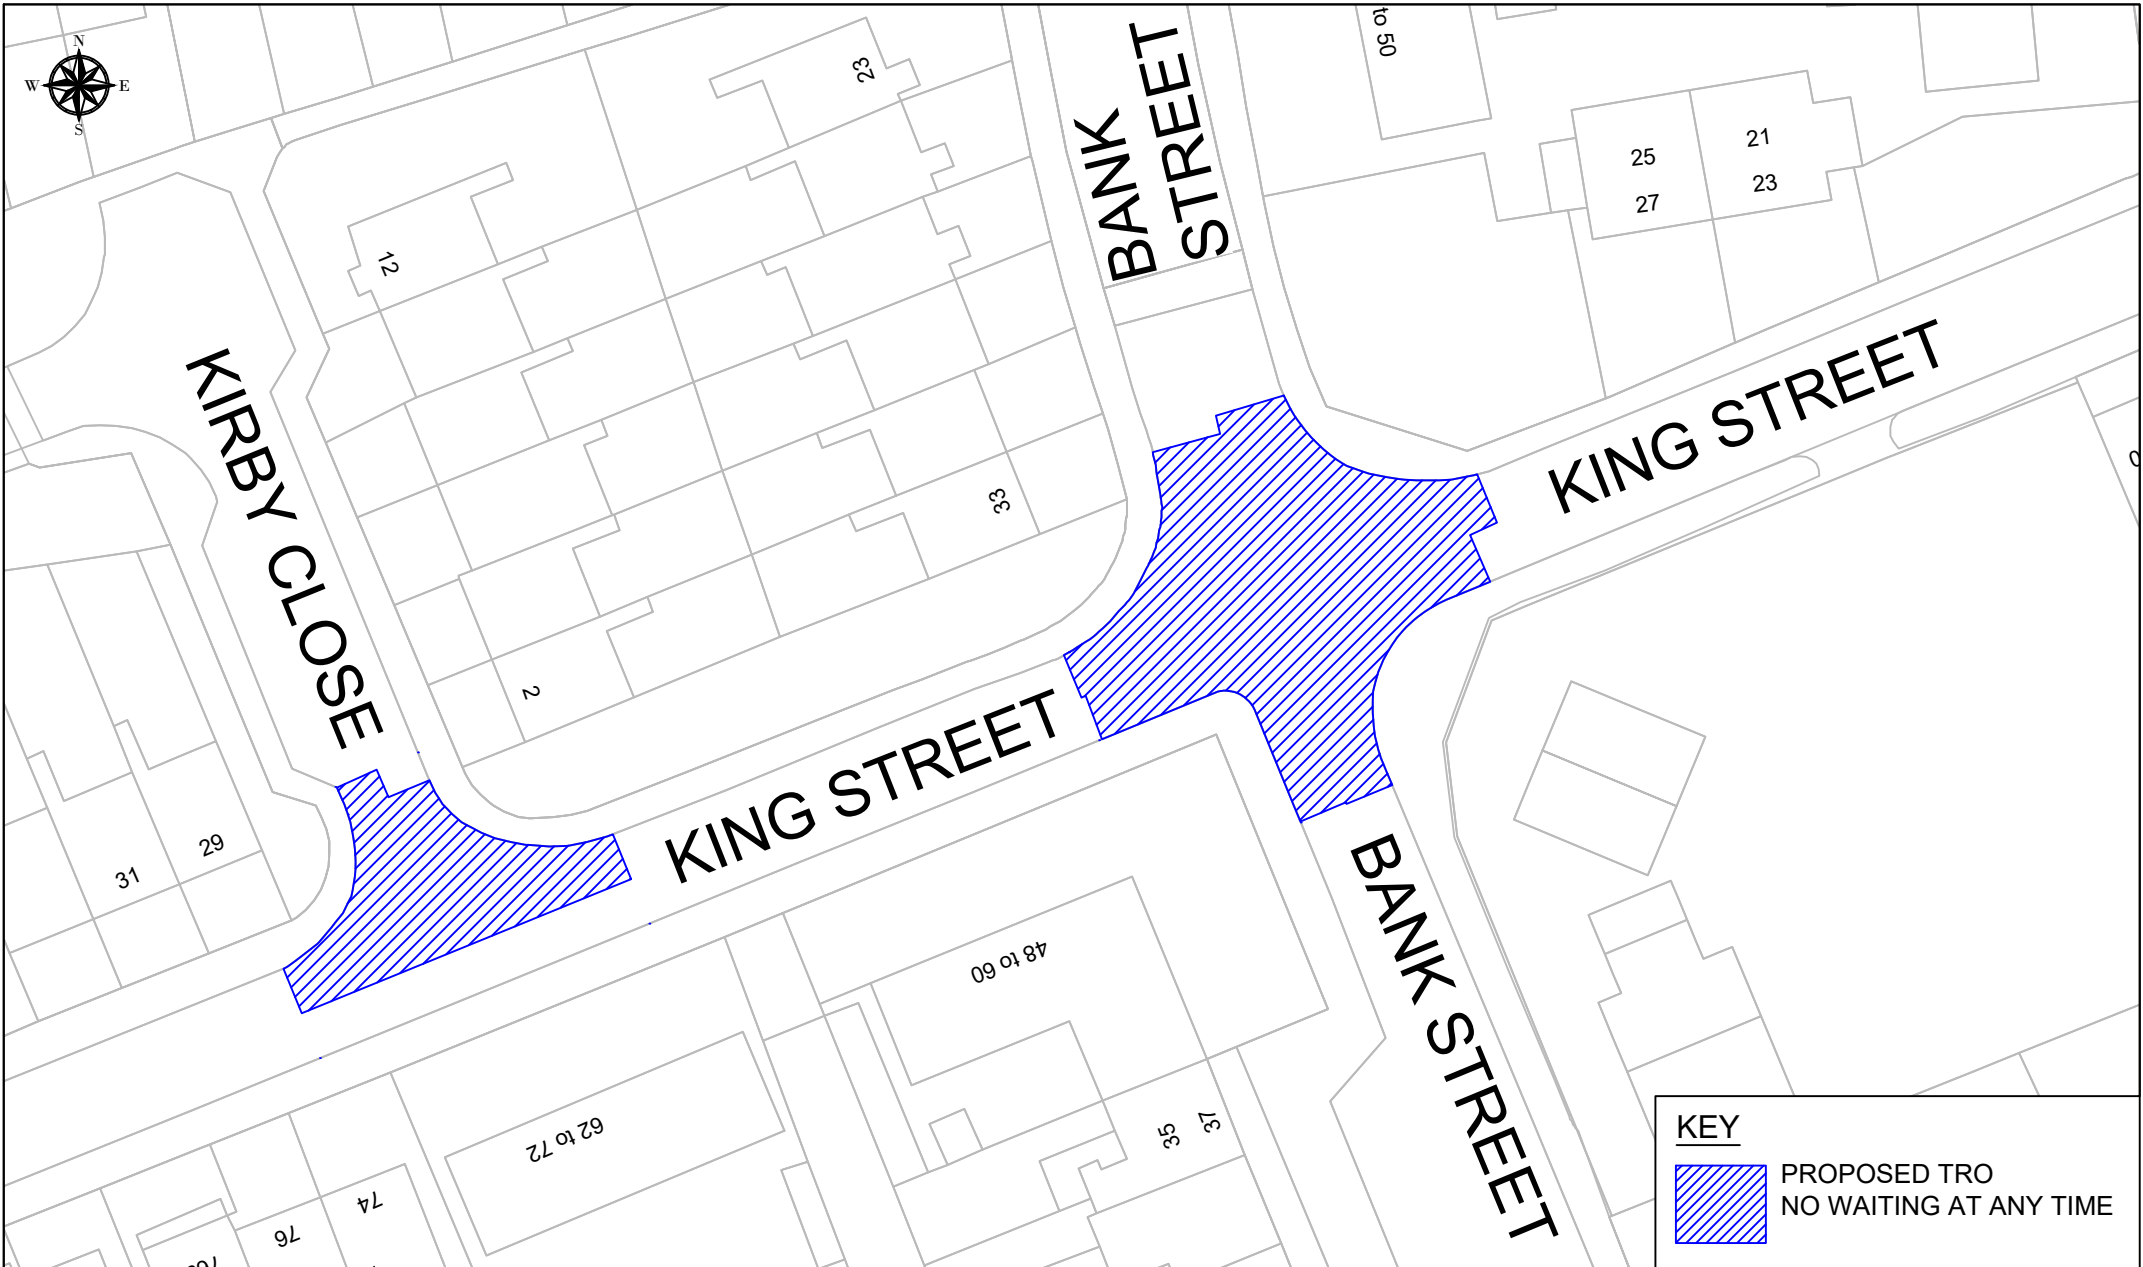 N
W E
S
to 50
23
BANK
STREET
25
21
27
23
12
KING STREET
KIRBY CLOSE
33
2
KING STREET
29
31
48 to 60
BANK STREET
62 to 72
35
37
74
76
KEY
PROPOSED TRO
NO WAITING AT ANY TIME